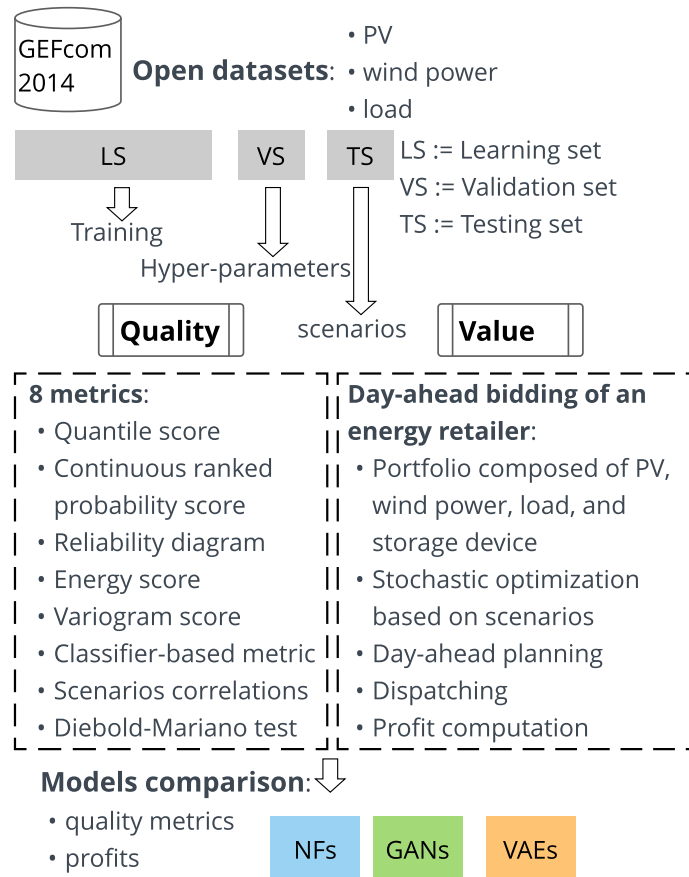 GEFcom
2014
Open datasets:
• PV
• wind power
• load
LS
VS
TS
LS := Learning set
VS := Validation set
TS := Testing set
Training
Hyper-parameters
scenarios
Quality
Value
8 metrics:
• Quantile score
• Continuous ranked
probability score
• Reliability diagram
• Energy score
• Variogram score
• Classifier-based metric
• Scenarios correlations
• Diebold-Mariano test
Day-ahead bidding of an
energy retailer:
• Portfolio composed of PV,
wind power, load, and
storage device
• Stochastic optimization
based on scenarios
• Day-ahead planning
• Dispatching
• Profit computation
Models comparison:
• quality metrics
• profits
NFs
GANs
VAEs